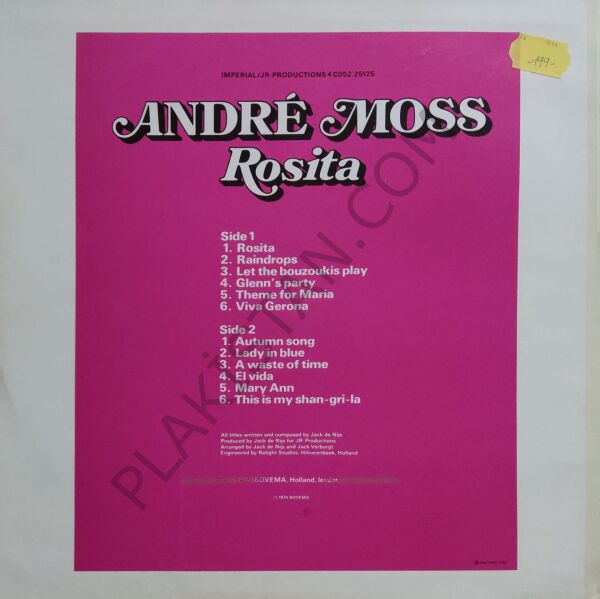 199-
IMPERIAL/JR PRODUCTIONS 4 C052.25125
ANDRÉ MOSS
Rosita
Side 1
1. Rosita
2. Raindrops
3. Let the bouzoukis play
4. Glenn's party
5. Theme for Maria
6. Viva Gerona
Side 2
1. Autumn song
2. Lady in blue
3. A waste of time
4. El vida
5. Mary Ann
6. This is my shan-gri-la
All titles written and composed by Jack de Nijs
Produced by Jack de Nijs for JR Productions
Arranged by Jack de Nijs and Jack Verburgt
Engineered by Relight Studios, Hilvarenbeek, Holland
BOVEMA, Holland,
BOVEMA
PLAKİSTAN.COM